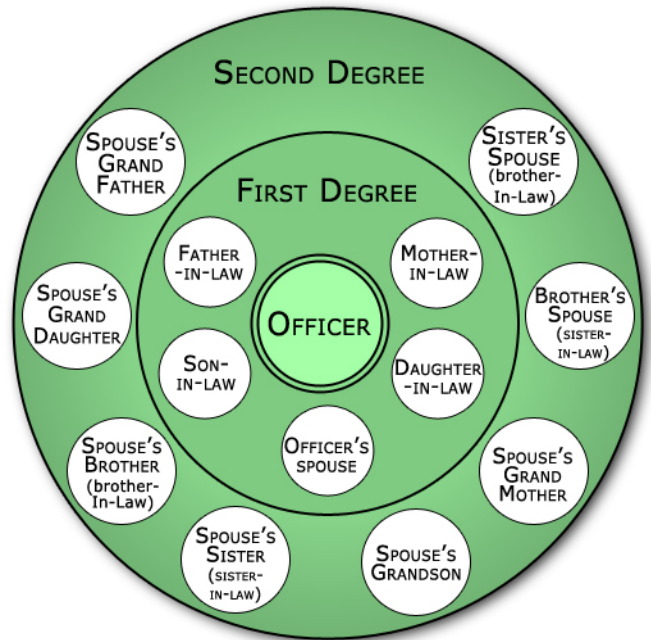 Second Degree
Spouse's
Grand
Father
Sister's
Spouse
(brother-
In-Law)
First Degree
Father
-in-law
Mother-
in-law
Spouse's
Grand
Daughter
Officer
Brother's
Spouse
(sister-
in-law)
Son-
in-law
Daughter
-in-law
Officer's
spouse
Spouse's
Brother
(brother-
In-Law)
Spouse's
Grand
Mother
Spouse's
Sister
(sister-
in-law)
Spouse's
Grandson